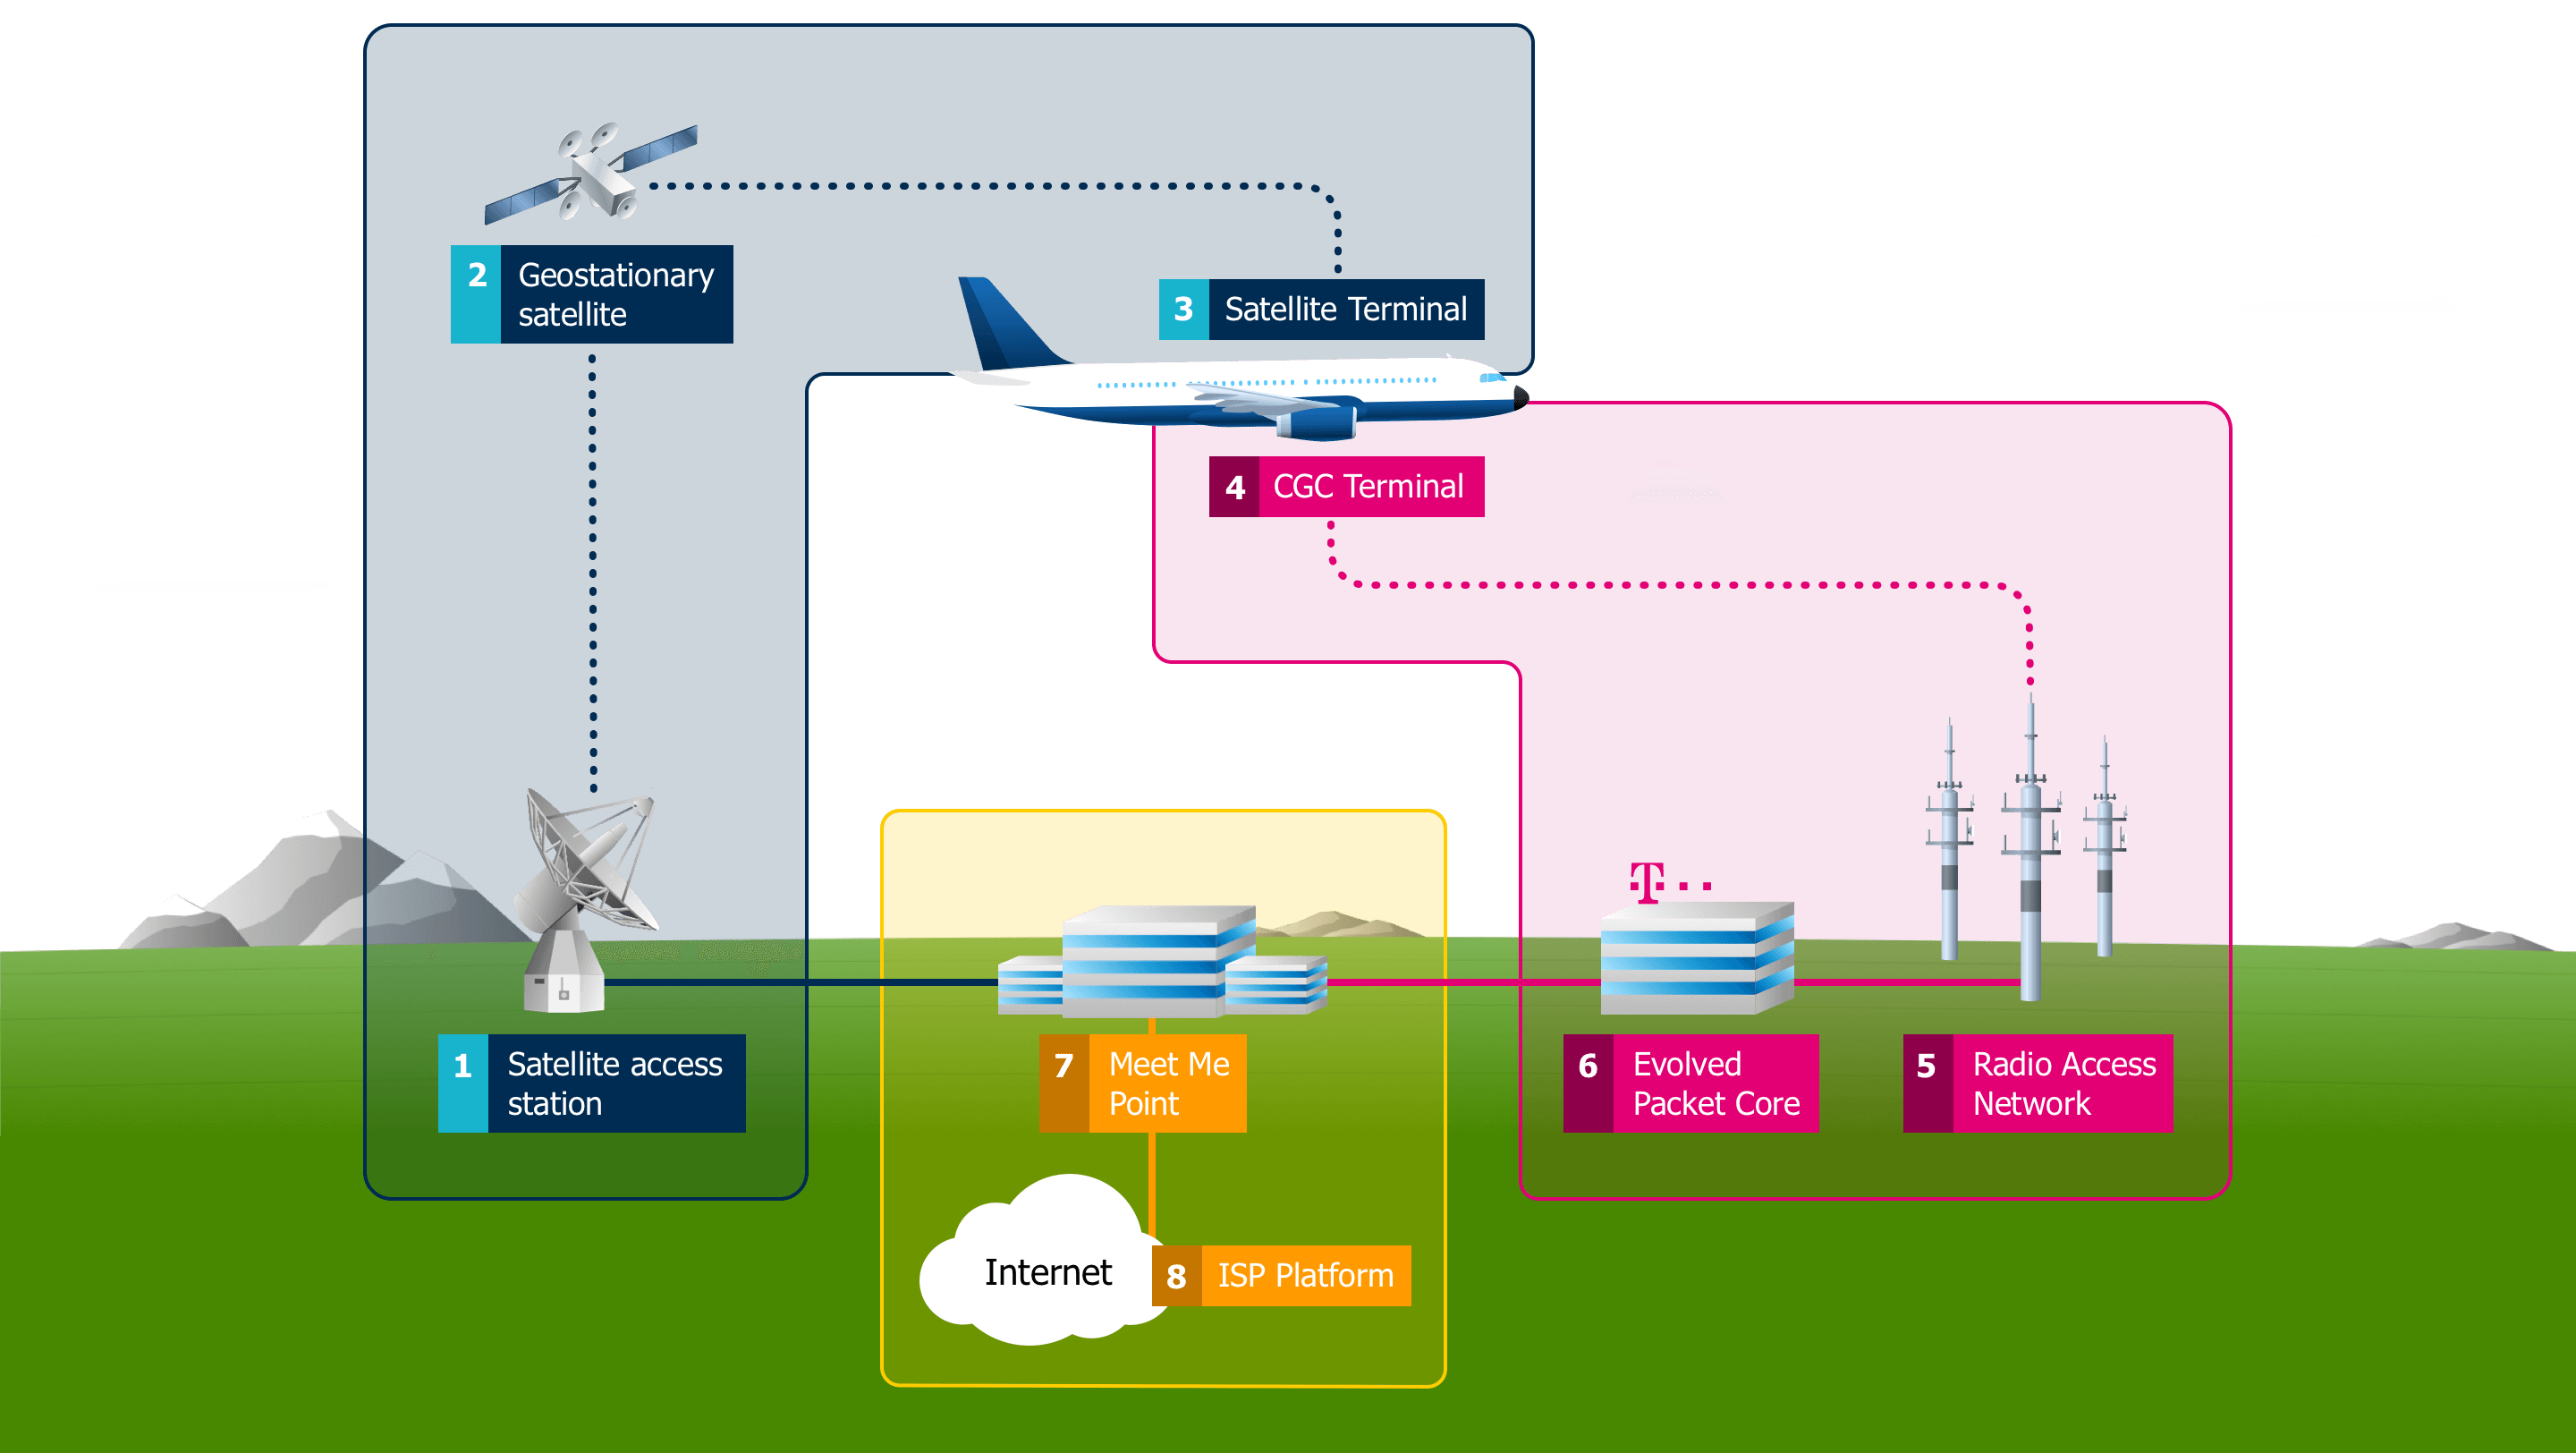 2 Geostationary
satellite
3 Satellite Terminal
4 CGC Terminal
T
1 Satellite access
station
7 Meet Me
Point
6 Evolved
Packet Core
5 Radio Access
Network
Internet
8 ISP Platform